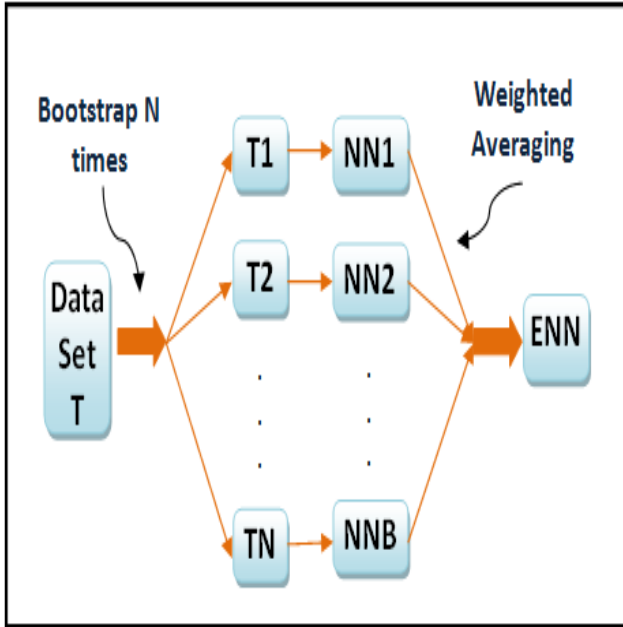 Bootstrap N
times
Weighted
Averaging
T1
NN1
T2
NN2
Data
Set
T
ENN
. .
. .
. .
TN
NNB